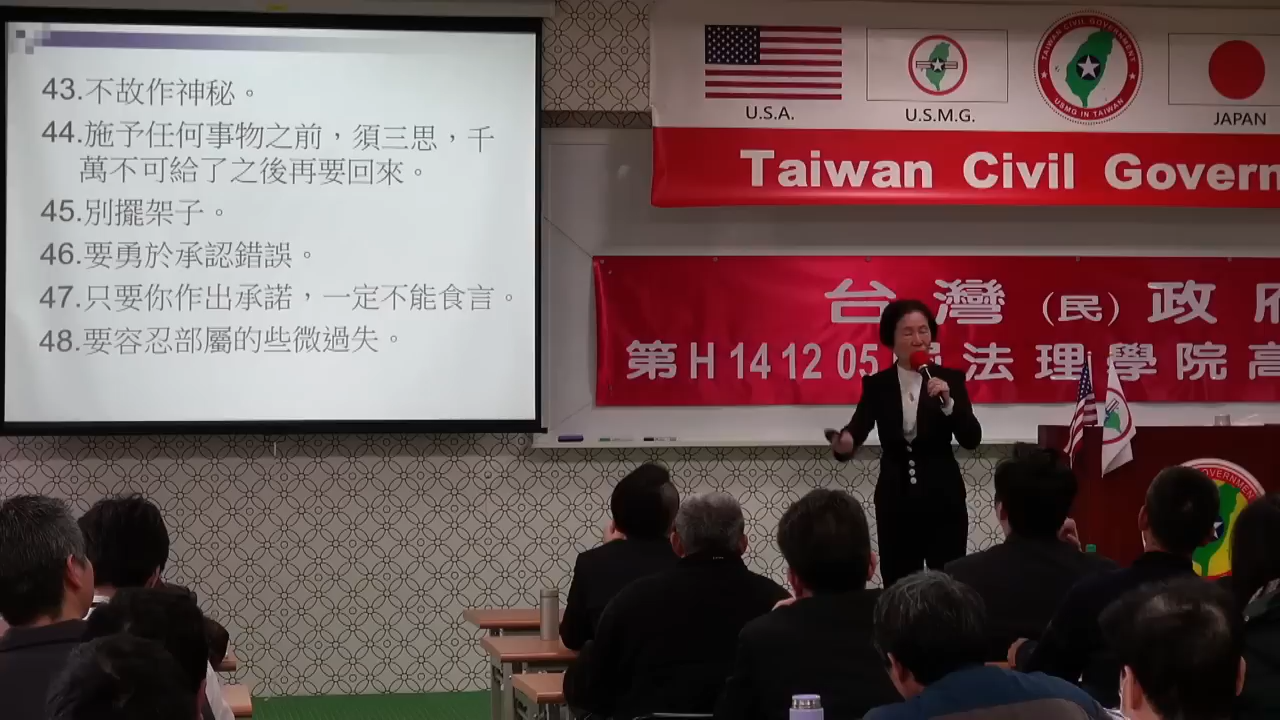 43.不故作神秘。
44.施予任何事物之前，須三思，千
萬不可給了之後再要回來。
45.別擺架子。
46.要勇於承認錯誤。
47.只要你作出承諾，一定不能食言。
48.要容忍部屬的些微過失。
U.S.A.
U.S.M.G.
TAIWAN CIVIL GOVERNMENT
USMG IN TAIWAN
JAPAN
Taiwan Civil Govern
台灣(民)政府
第H 14 12 05 法理學院高
GOVERNMENT